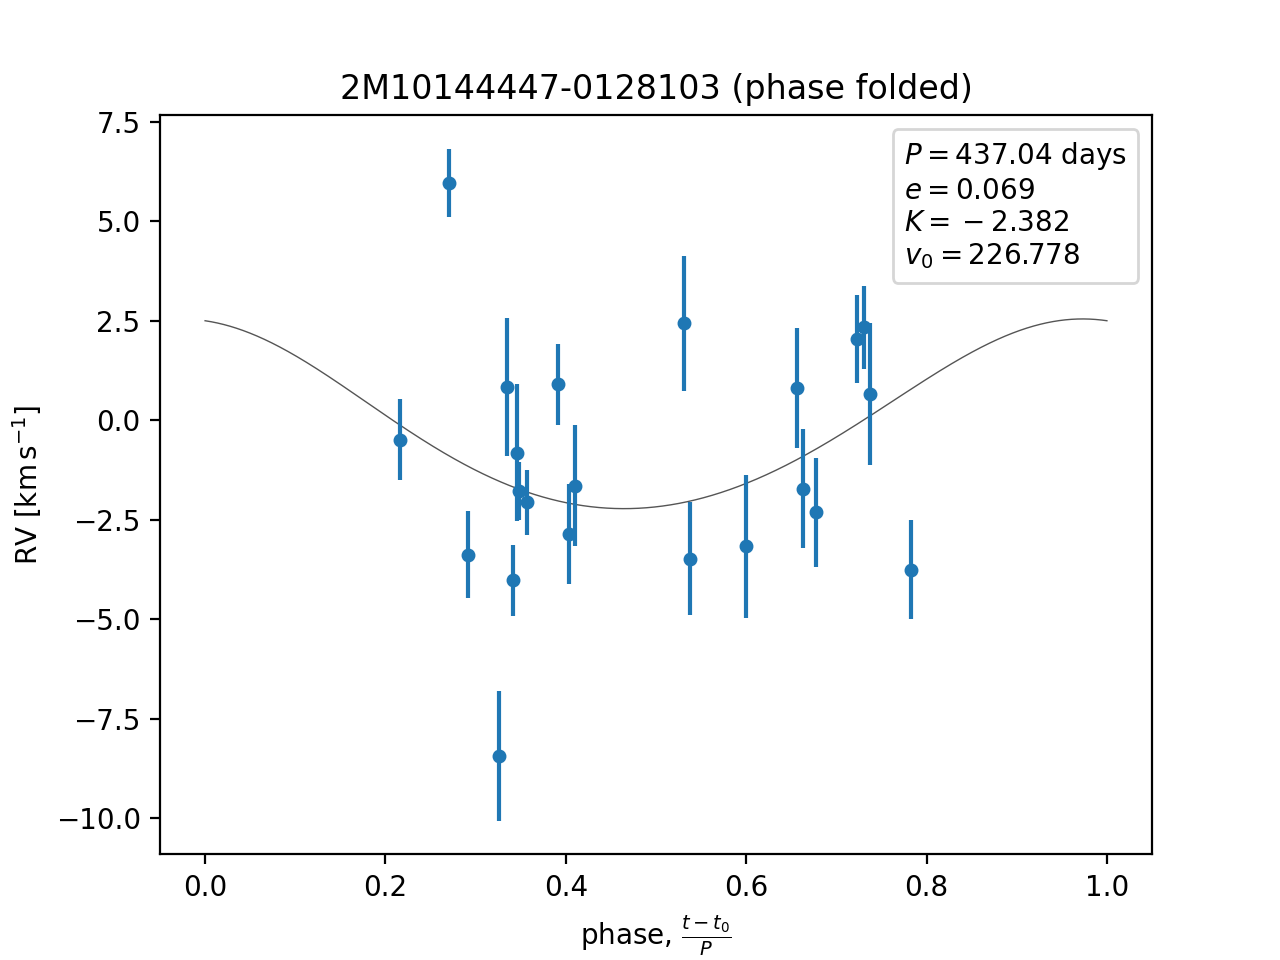 2M10144447-0128103 (phase folded)
P = 437.04 days
e = 0.069
K = −2.382
v₀ = 226.778
RV [km s⁻¹]
7.5
5.0
2.5
0.0
−2.5
−5.0
−7.5
−10.0
0.0 0.2 0.4 0.6 0.8 1.0
phase, (t − t₀)/P